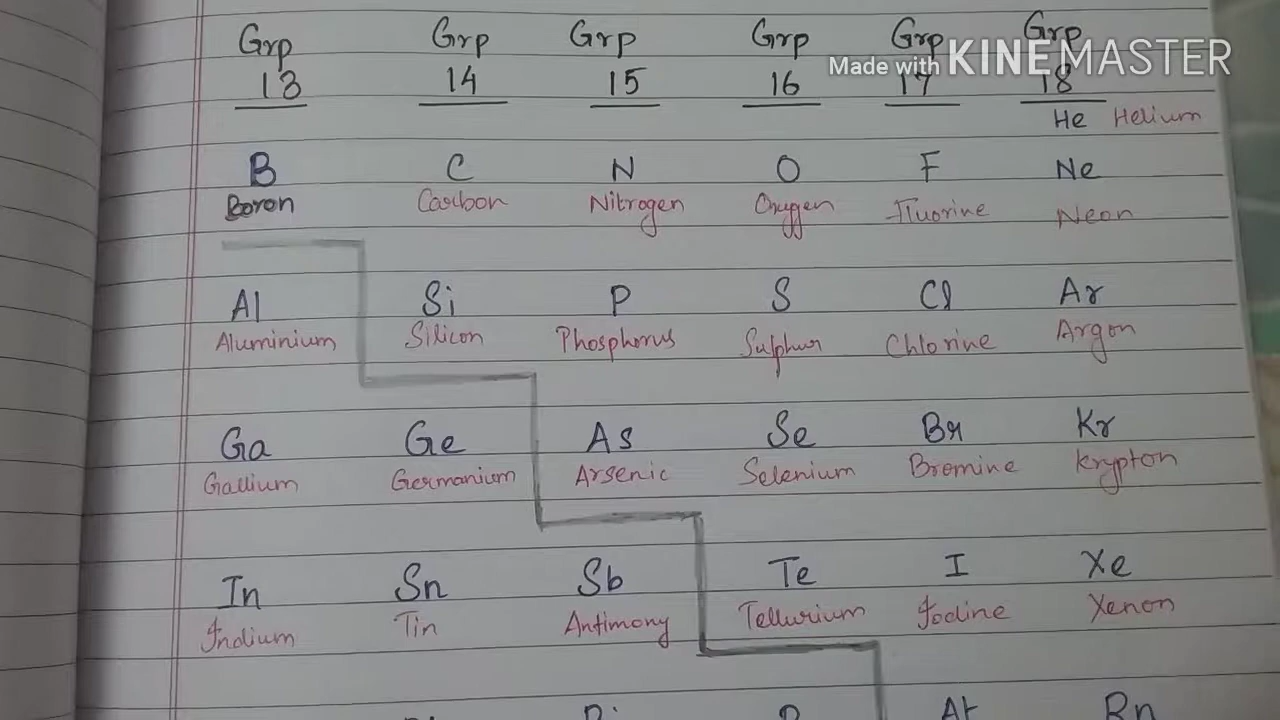 Grp Grp Grp Grp Grp Grp
13 14 15 16 17 18
Made with KINEMASTER
He Helium
B C N O F Ne
Boron Carbon Nitrogen Oxygen Fluorine Neon
Al Si P S Cl Ar
Aluminium Silicon Phosphorus Sulphur Chlorine Argon
Ga Ge As Se Br Kr
Gallium Germanium Arsenic Selenium Bromine Krypton
In Sn Sb Te I Xe
Indium Tin Antimony Tellurium Iodine Xenon
At Rn